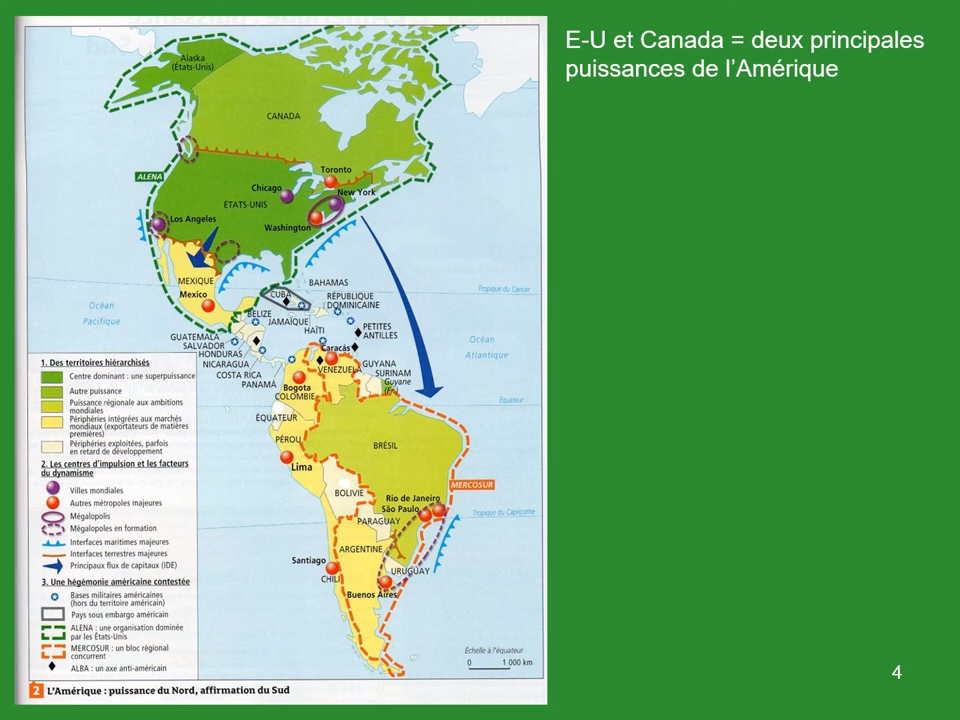 E-U et Canada = deux principales
puissances de l'Amérique
Alaska
(États-Unis)
CANADA
ALENA
Toronto
Chicago
New York
ÉTATS-UNIS
Los Angeles
Washington
MEXIQUE
Mexico
BAHAMAS
Tropique du Cancer
CUBA
RÉPUBLIQUE
DOMINICAINE
Océan
Pacifique
BELIZE
JAMAÏQUE
HAÏTI
PETITES
ANTILLES
Océan
Atlantique
GUATEMALA
SALVADOR
HONDURAS
NICARAGUA
COSTA RICA
PANAMÁ
Caracas
VENEZUELA
GUYANA
SURINAM
Guyane
(Fr.)
Bogota
COLOMBIE
Équateur
ÉQUATEUR
PÉROU
BRÉSIL
Lima
MERCOSUR
BOLIVIE
Rio de Janeiro
São Paulo
Tropique du Capricorne
PARAGUAY
ARGENTINE
Santiago
CHILI
URUGUAY
Buenos Aires
Échelle à l'équateur
0 1 000 km
1. Des territoires hiérarchisés
Centre dominant : une superpuissance
Autre puissance
Puissance régionale aux ambitions
mondiales
Périphéries intégrées aux marchés
mondiaux (exportateurs de matières
premières)
Périphéries exploitées, parfois
en retard de développement
2. Les centres d'impulsion et les facteurs
du dynamisme
Villes mondiales
Autres métropoles majeures
Mégalopolis
Mégalopoles en formation
Interfaces maritimes majeures
Interfaces terrestres majeures
Principaux flux de capitaux (IDE)
3. Une hégémonie américaine contestée
Bases militaires américaines
(hors du territoire américain)
Pays sous embargo américain
ALENA : une organisation dominée
par les États-Unis
MERCOSUR : un bloc régional
concurrent
ALBA : un axe anti-américain
2 L'Amérique : puissance du Nord, affirmation du Sud
4